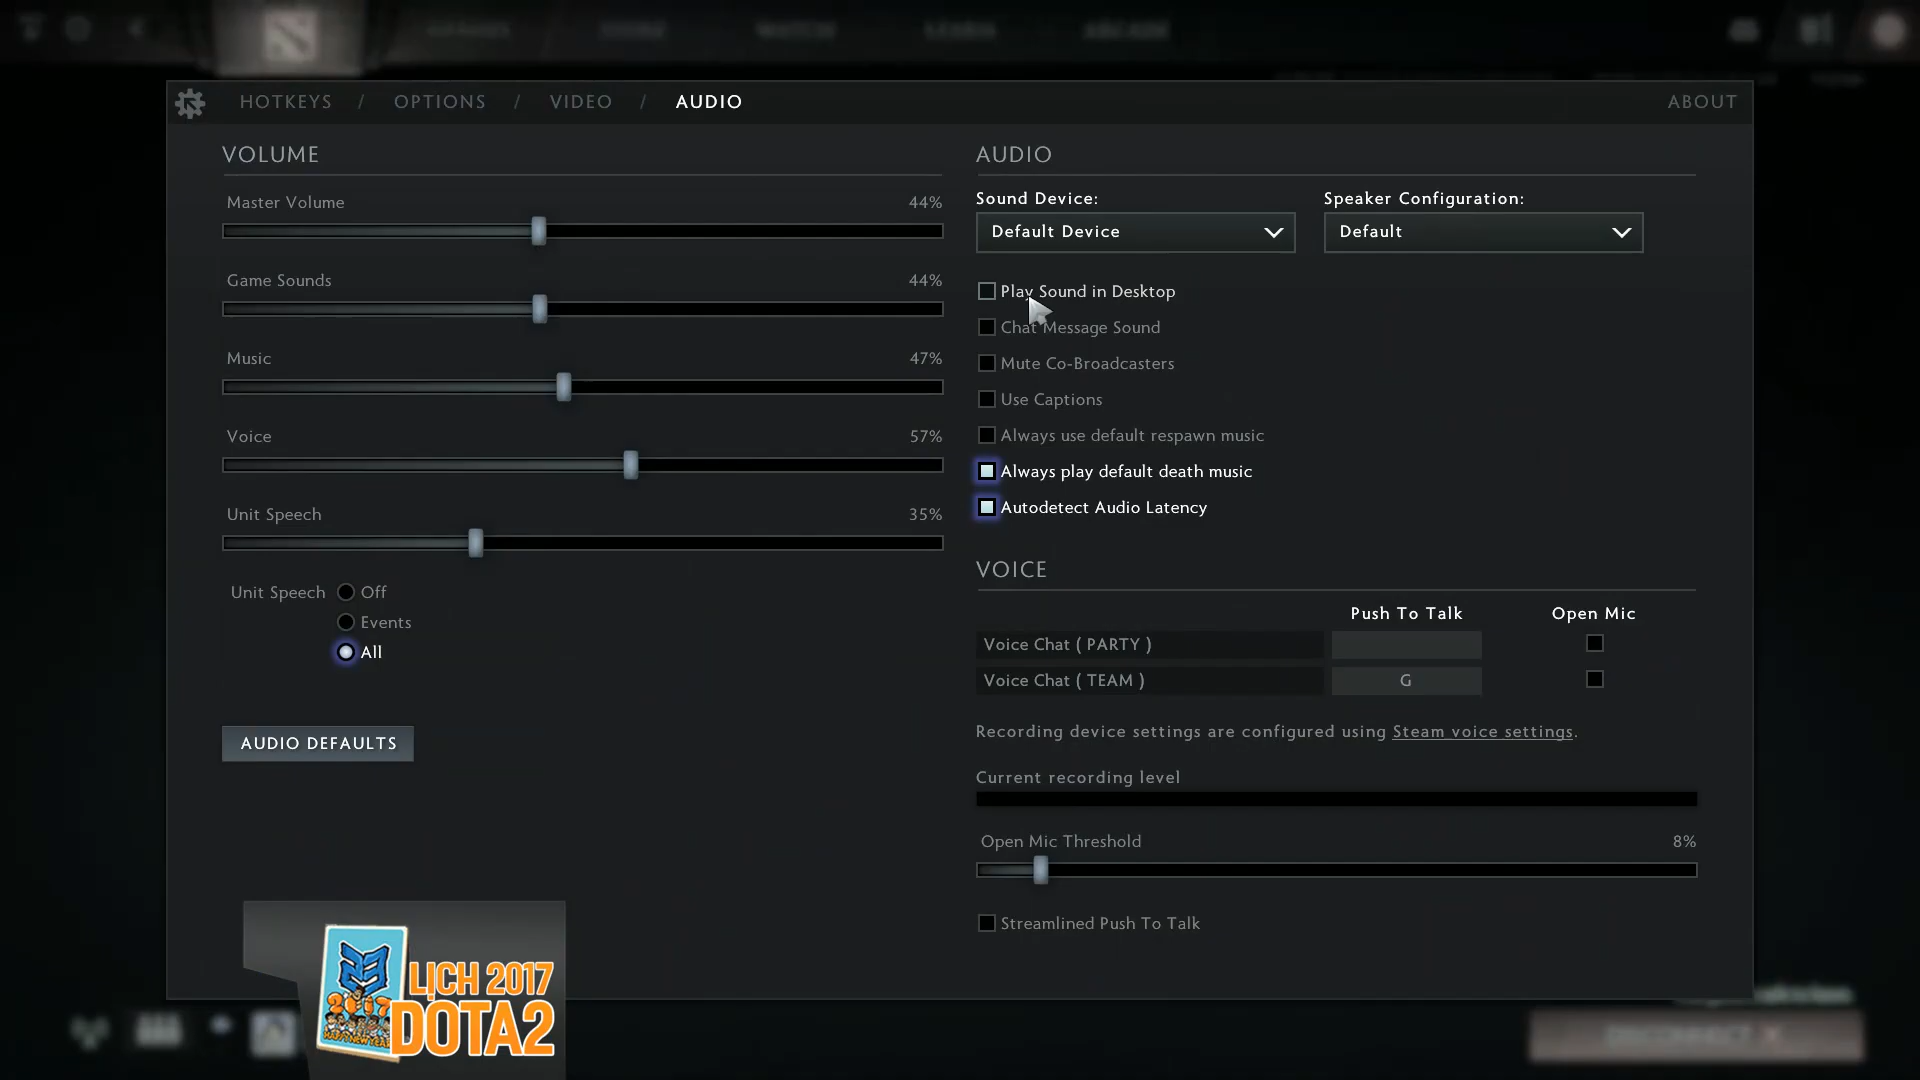 HOTKEYS / OPTIONS / VIDEO / AUDIO
ABOUT
VOLUME
Master Volume 44%
Game Sounds 44%
Music 47%
Voice 57%
Unit Speech 35%
Unit Speech Off
Events
All
AUDIO DEFAULTS
AUDIO
Sound Device: Speaker Configuration:
Default Device Default
Play Sound in Desktop
Chat Message Sound
Mute Co-Broadcasters
Use Captions
Always use default respawn music
Always play default death music
Autodetect Audio Latency
VOICE
Push To Talk Open Mic
Voice Chat ( PARTY )
Voice Chat ( TEAM ) G
Recording device settings are configured using Steam voice settings.
Current recording level
Open Mic Threshold 8%
Streamlined Push To Talk
2017
HAPPY NEW YEAR
LỊCH 2017
DOTA2